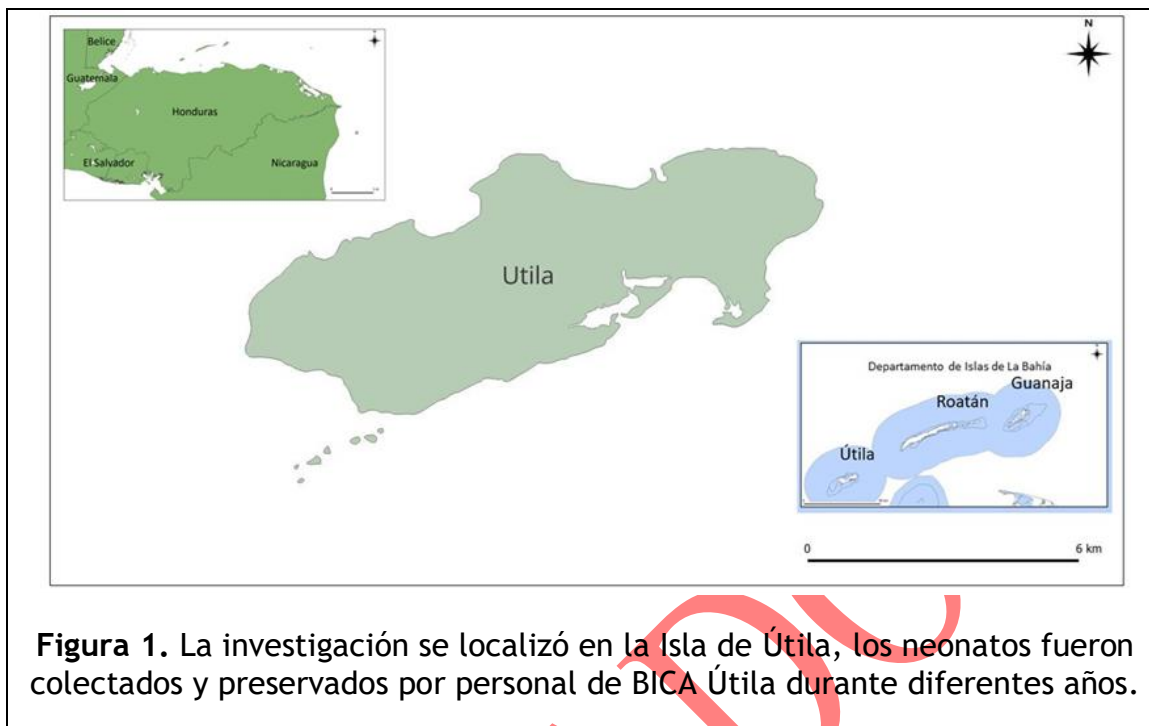 N
Belice
Guatemala
Honduras
El Salvador
Nicaragua
Utila
Departamento de Islas de La Bahía
Guanaja
Roatán
Útila
0 6 km
Figura 1. La investigación se localizó en la Isla de Útila, los neonatos fueron
colectados y preservados por personal de BICA Útila durante diferentes años.